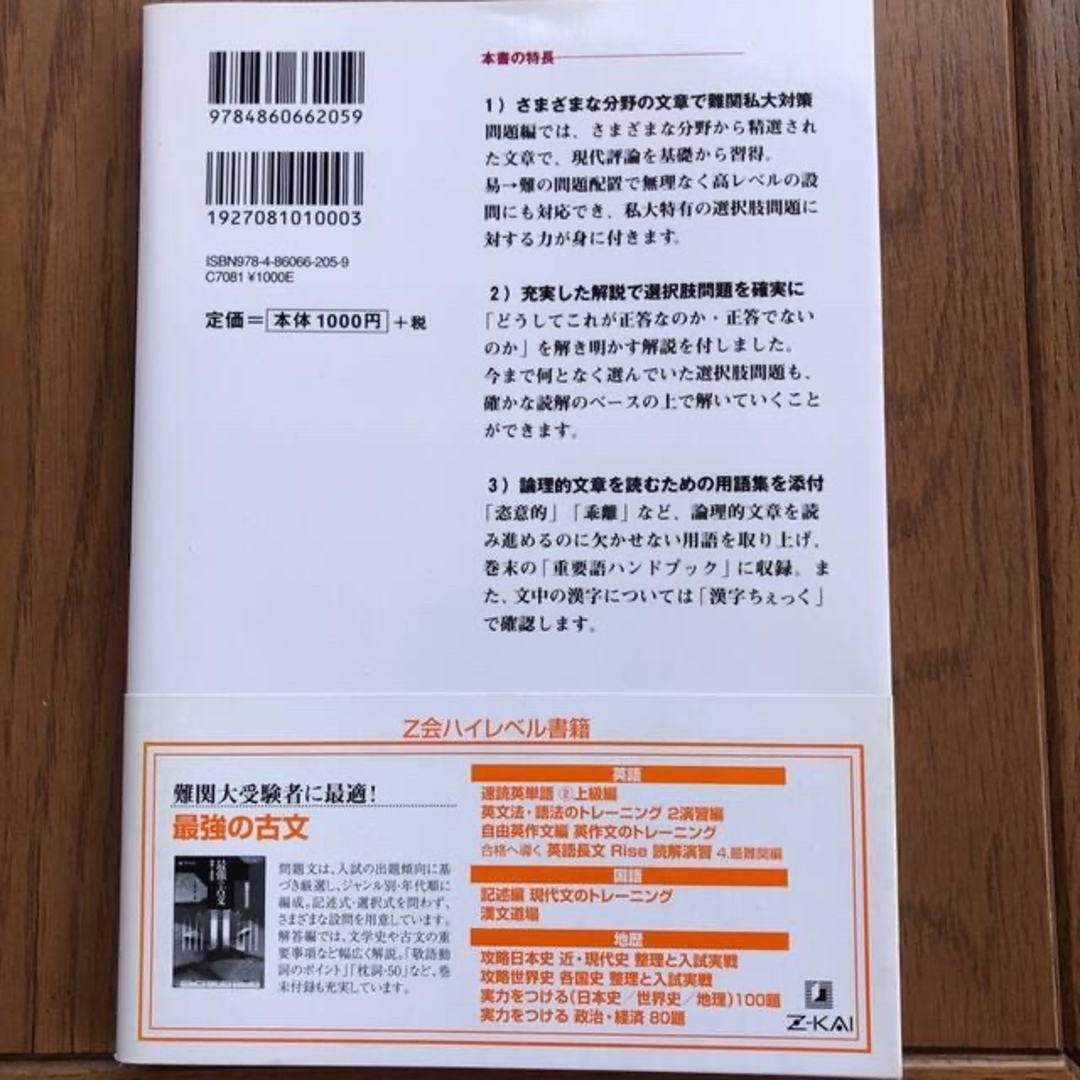 9784860662059
1927081010003
ISBN978-4-86066-205-9
C7081 ¥1000E
定価＝本体1000円＋税
本書の特長
1）さまざまな分野の文章で難関私大対策
問題編では、さまざまな分野から精選され
た文章で、現代評論を基礎から習得。
易→難の問題配置で無理なく高レベルの設
問にも対応でき、私大特有の選択肢問題に
対する力が身に付きます。
2）充実した解説で選択肢問題を確実に
「どうしてこれが正答なのか・正答でない
のか」を解き明かす解説を付しました。
今まで何となく選んでいた選択肢問題も、
確かな読解のベースの上で解いていくこと
ができます。
3）論理的文章を読むための用語集を添付
「恣意的」「乖離」など、論理的文章を読
み進めるのに欠かせない用語を取り上げ、
巻末の「重要語ハンドブック」に収録。ま
た、文中の漢字については「漢字ちぇっく」
で確認します。
Z会ハイレベル書籍
難関大受験者に最適！
最強の古文
最強の古文
問題文は、入試の出題傾向に基
づき厳選し、ジャンル別・年代順に
編成。記述式・選択式を問わず、
さまざまな設問を用意しています。
解答編では、文学史や古文の重
要事項など幅広く解説。「敬語動
詞のポイント」「枕詞・50」など、巻
末付録も充実しています。
英語
速読英単語 ②上級編
英文法・語法のトレーニング 2演習編
自由英作文編 英作文のトレーニング
合格へ導く 英語長文 Rise 読解演習 4.最難関編
国語
記述編 現代文のトレーニング
漢文道場
地歴
攻略日本史 近・現代史 整理と入試実戦
攻略世界史 各国史 整理と入試実戦
実力をつける（日本史／世界史／地理）100題
実力をつける 政治・経済 80題
Z-KAI